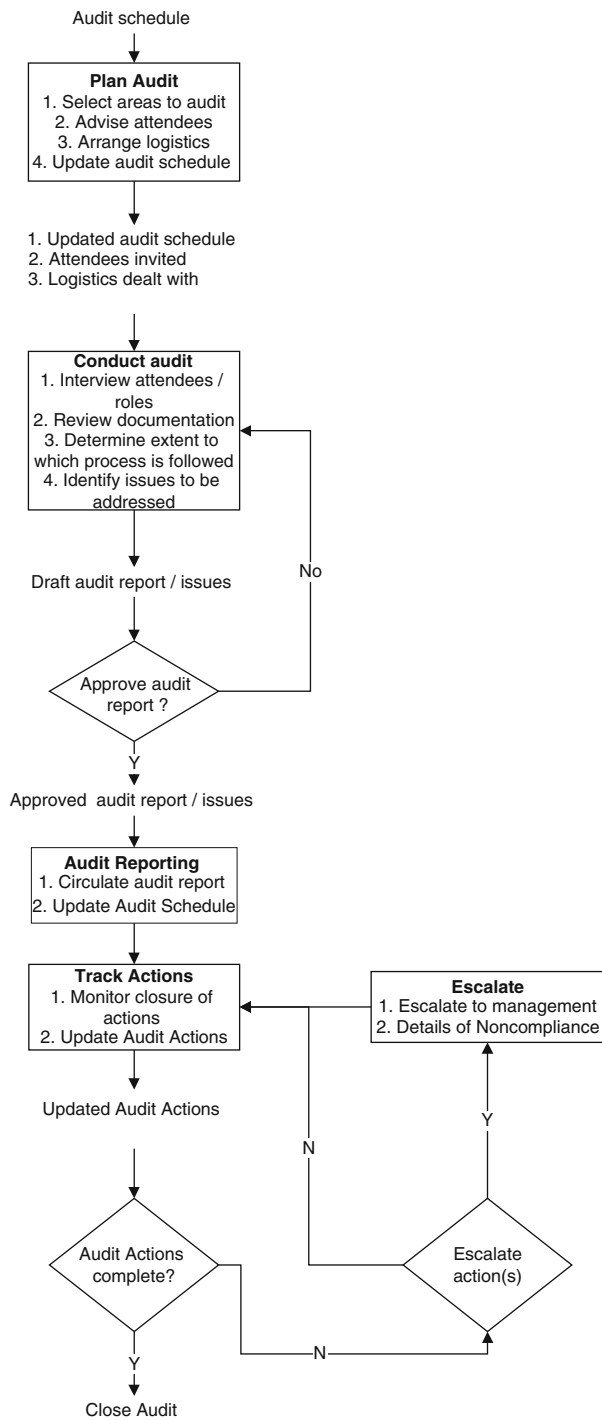 Audit schedule
Plan Audit
1. Select areas to audit
2. Advise attendees
3. Arrange logistics
4. Update audit schedule
1. Updated audit schedule
2. Attendees invited
3. Logistics dealt with
Conduct audit
1. Interview attendees /
roles
2. Review documentation
3. Determine extent to
which process is followed
4. Identify issues to be
addressed
No
Draft audit report / issues
Approve audit
report ?
Y
Approved audit report / issues
Audit Reporting
1. Circulate audit report
2. Update Audit Schedule
Track Actions
1. Monitor closure of
actions
2. Update Audit Actions
Escalate
1. Escalate to management
2. Details of Noncompliance
Updated Audit Actions
Y
N
Audit Actions
complete?
Escalate
action(s)
N
Y
Close Audit